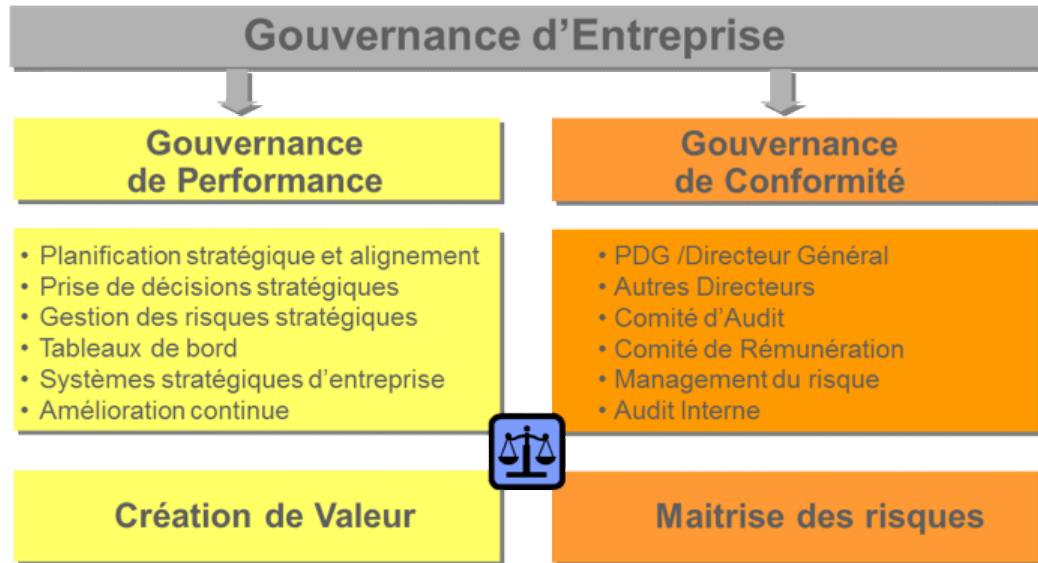 Gouvernance d’Entreprise
Gouvernance
de Performance
• Planification stratégique et alignement
• Prise de décisions stratégiques
• Gestion des risques stratégiques
• Tableaux de bord
• Systèmes stratégiques d’entreprise
• Amélioration continue
Création de Valeur
Gouvernance
de Conformité
• PDG /Directeur Général
• Autres Directeurs
• Comité d’Audit
• Comité de Rémunération
• Management du risque
• Audit Interne
Maitrise des risques